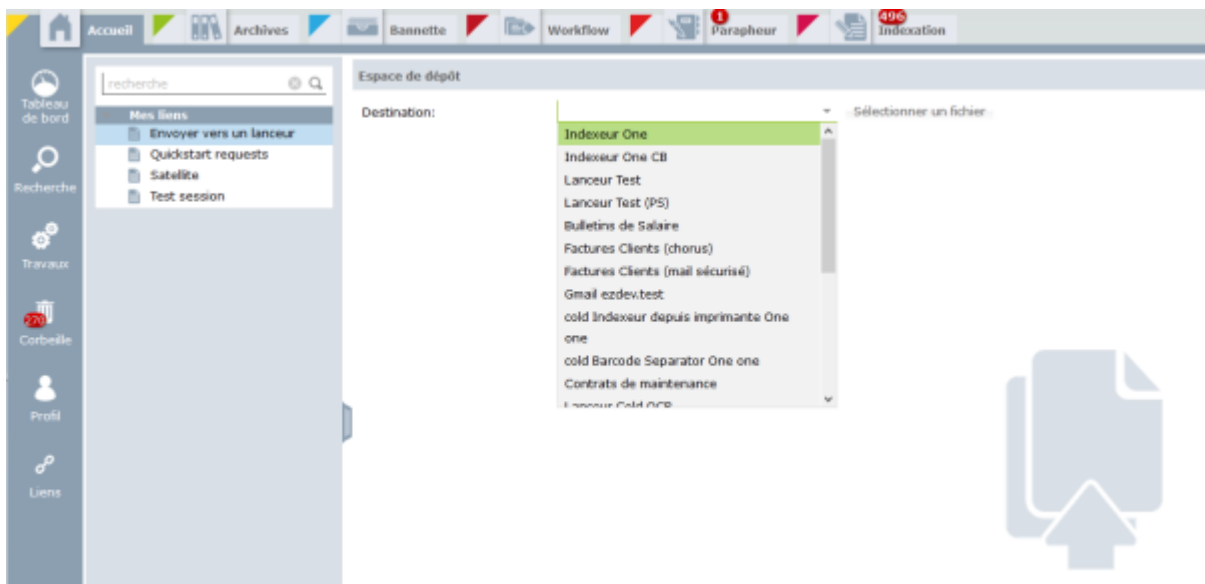 Accueil
Archives
Bannette
Workflow
1
Parapheur
496
Indexation
Tableau
de bord
Recherche
Travaux
270
Corbeille
Profil
Liens
recherche
Mes liens
Envoyer vers un lanceur
Quickstart requests
Satellite
Test session
Espace de dépôt
Destination:
Sélectionner un fichier
Indexeur One
Indexeur One CB
Lanceur Test
Lanceur Test (PS)
Bulletins de Salaire
Factures Clients (chorus)
Factures Clients (mail sécurisé)
Gmail ezdev.test
cold Indexeur depuis imprimante One
one
cold Barcode Separator One one
Contrats de maintenance
Lanceur Cold OCR